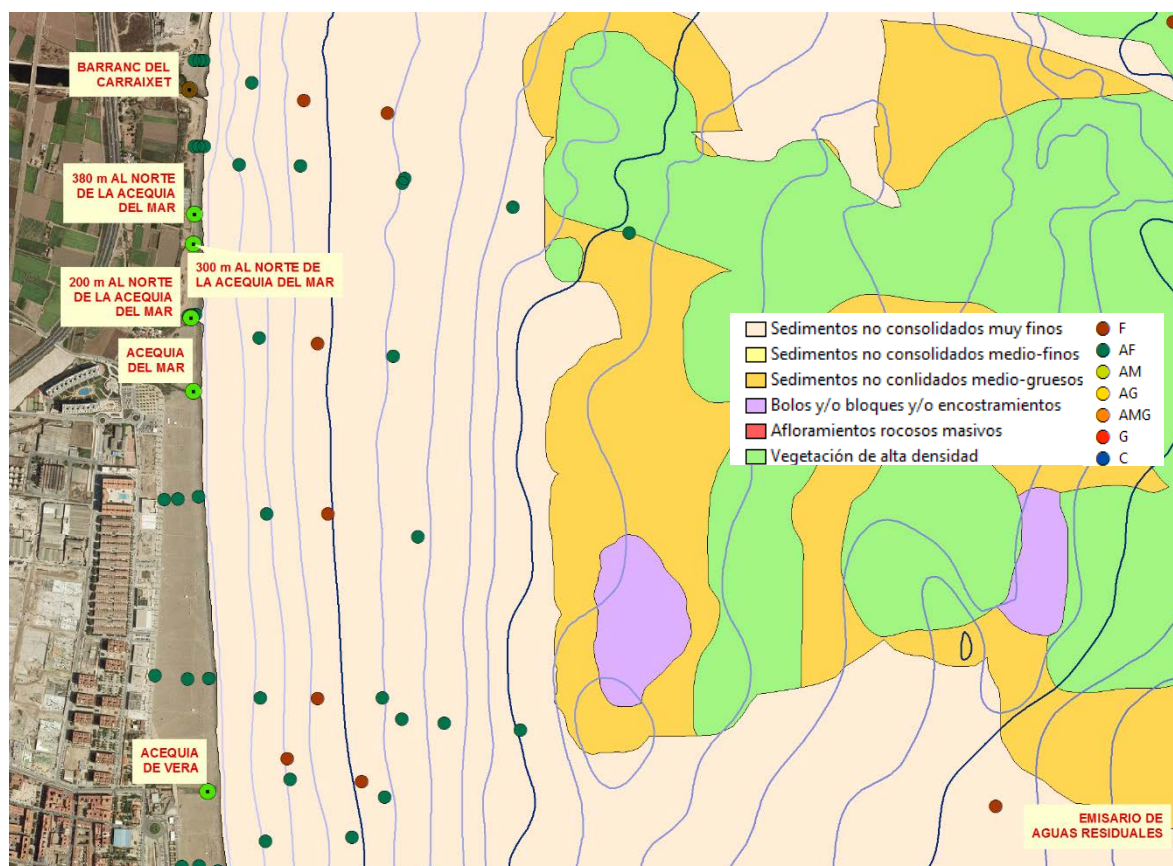 BARRANC DEL
CARRAIXET
380 m AL NORTE
DE LA ACEQUIA
DEL MAR
300 m AL NORTE DE
LA ACEQUIA DEL MAR
200 m AL NORTE
DE LA ACEQUIA
DEL MAR
ACEQUIA
DEL MAR
Sedimentos no consolidados muy finos
Sedimentos no consolidados medio-finos
Sedimentos no conlidados medio-gruesos
Bolos y/o bloques y/o encostramientos
Afloramientos rocosos masivos
Vegetación de alta densidad
F
AF
AM
AG
AMG
G
C
ACEQUIA
DE VERA
EMISARIO DE
AGUAS RESIDUALES